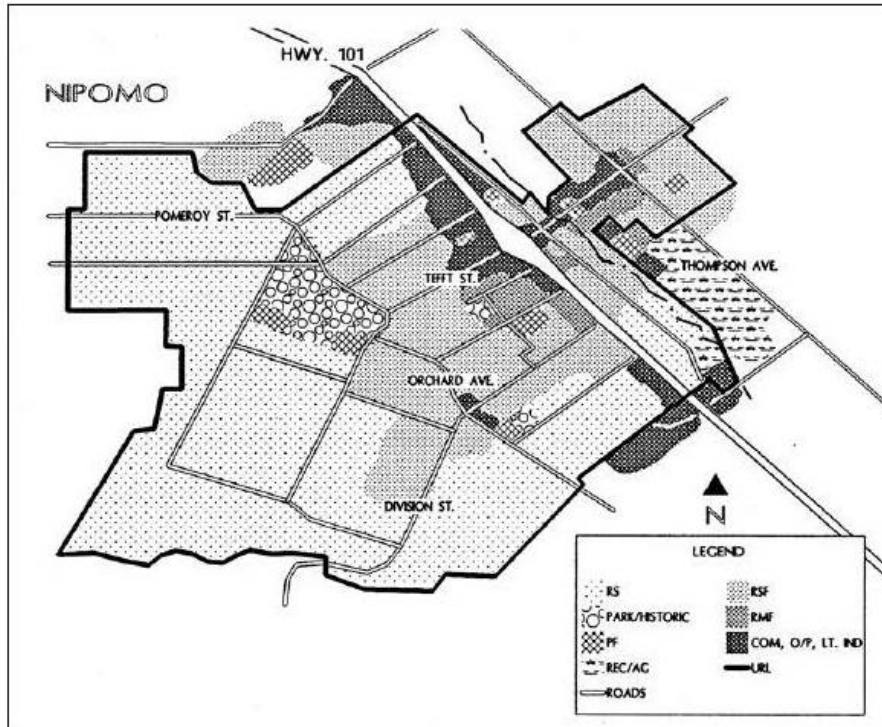 HWY. 101
NIPOMO
POMEROY ST.
TEFFT ST.
THOMPSON AVE.
ORCHARD AVE.
DIVISION ST.
N
LEGEND
RS
PARK/HISTORIC
PF
REC/AG
ROADS
RSF
RMF
COM, O/P, LT. IND
URL